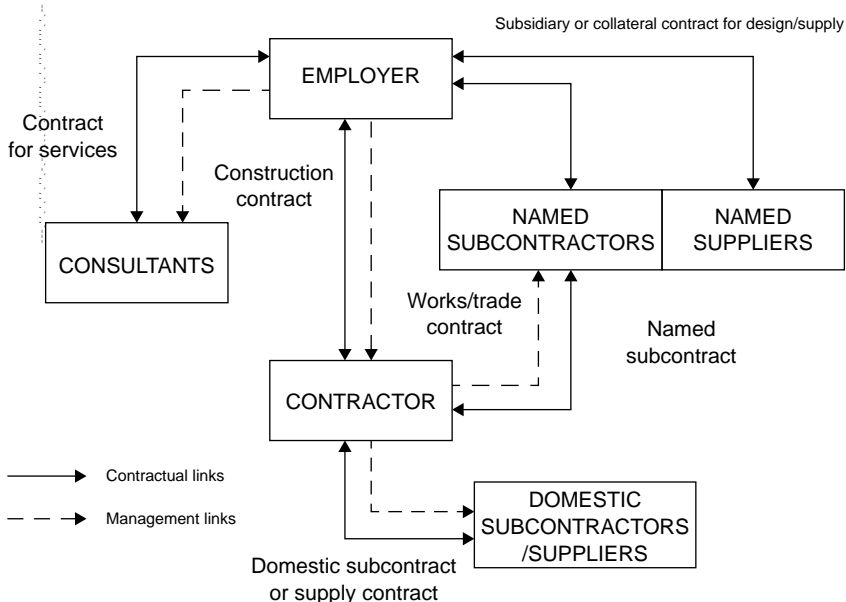 Subsidiary or collateral contract for design/supply
EMPLOYER
Contract
for services
Construction
contract
NAMED
SUBCONTRACTORS
NAMED
SUPPLIERS
CONSULTANTS
Works/trade
contract
Named
subcontract
CONTRACTOR
Contractual links
Management links
DOMESTIC
SUBCONTRACTORS
/SUPPLIERS
Domestic subcontract
or supply contract